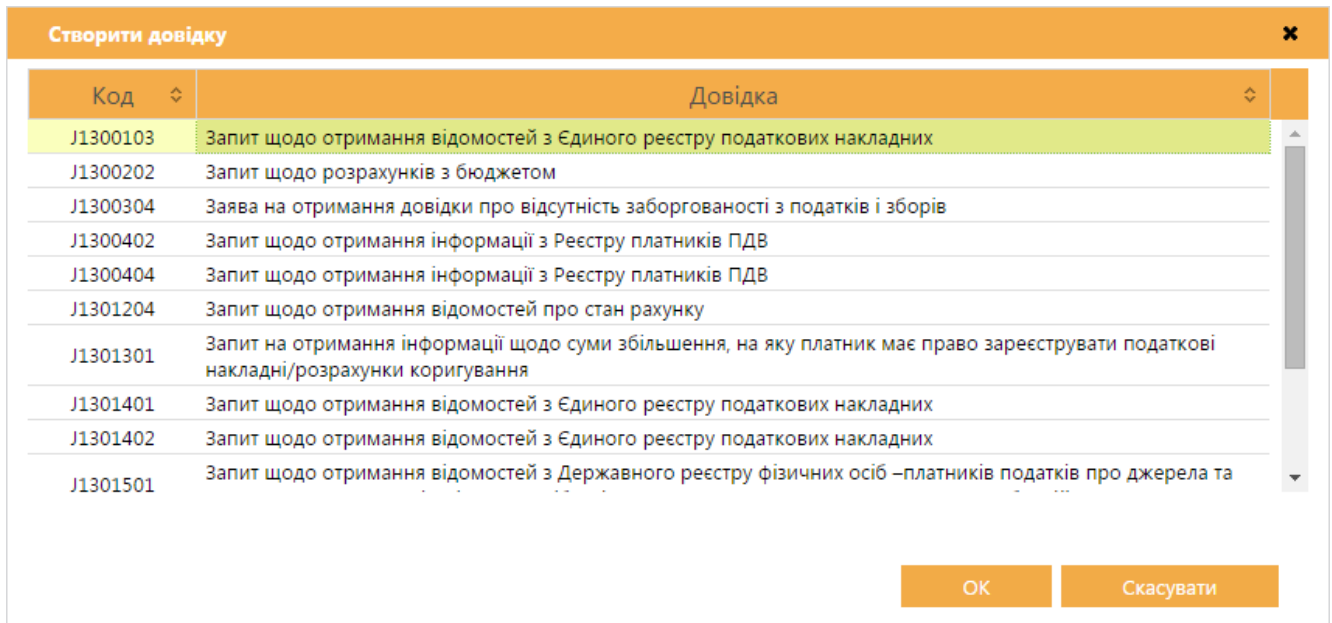 Створити довідку
Код Довідка
J1300103 Запит щодо отримання відомостей з Єдиного реєстру податкових накладних
J1300202 Запит щодо розрахунків з бюджетом
J1300304 Заява на отримання довідки про відсутність заборгованості з податків і зборів
J1300402 Запит щодо отримання інформації з Реєстру платників ПДВ
J1300404 Запит щодо отримання інформації з Реєстру платників ПДВ
J1301204 Запит щодо отримання відомостей про стан рахунку
J1301301 Запит на отримання інформації щодо суми збільшення, на яку платник має право зареєструвати податкові
накладні/розрахунки коригування
J1301401 Запит щодо отримання відомостей з Єдиного реєстру податкових накладних
J1301402 Запит щодо отримання відомостей з Єдиного реєстру податкових накладних
J1301501 Запит щодо отримання відомостей з Державного реєстру фізичних осіб –платників податків про джерела та
ОК Скасувати